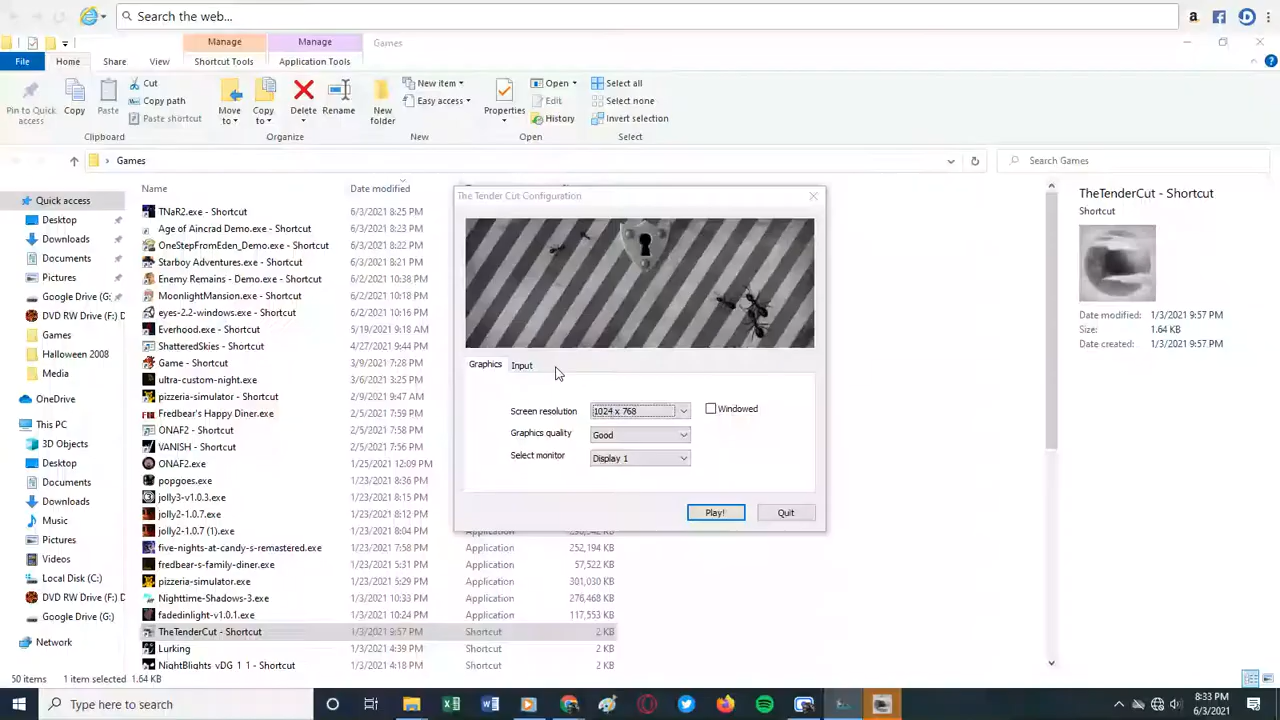 Search the web...
a
Manage
Manage
Games
File
Home
Share
View
Shortcut Tools
Application Tools
Pin to Quick access
Copy
Paste
Cut
Copy path
Paste shortcut
Move to
Copy to
Delete
Rename
New folder
New item
Easy access
Properties
Open
Edit
History
Select all
Select none
Invert selection
Clipboard
Organize
New
Open
Select
Games
Search Games
Name
Date modified
Quick access
Desktop
Downloads
Documents
Pictures
Google Drive (G:
DVD RW Drive (F:) D
Games
Halloween 2008
Media
OneDrive
This PC
3D Objects
Desktop
Documents
Downloads
Music
Pictures
Videos
Local Disk (C:)
DVD RW Drive (F:) D
Google Drive (G:)
Network
TNaR2.exe - Shortcut 6/3/2021 8:25 PM
Age of Aincrad Demo.exe - Shortcut 6/3/2021 8:23 PM
OneStepFromEden_Demo.exe - Shortcut 6/3/2021 8:22 PM
Starboy Adventures.exe - Shortcut 6/3/2021 8:21 PM
Enemy Remains - Demo.exe - Shortcut 6/2/2021 10:38 PM
MoonlightMansion.exe - Shortcut 6/2/2021 10:18 PM
eyes-2.2-windows.exe - Shortcut 6/2/2021 10:16 PM
Everhood.exe - Shortcut 5/19/2021 9:18 AM
ShatteredSkies - Shortcut 4/27/2021 9:44 PM
Game - Shortcut 3/9/2021 7:28 PM
ultra-custom-night.exe 3/6/2021 3:25 PM
pizzeria-simulator.exe - Shortcut 2/9/2021 9:47 AM
Fredbear's Happy Diner.exe 2/5/2021 7:59 PM
ONAF2 - Shortcut 2/5/2021 7:58 PM
VANISH - Shortcut 2/5/2021 7:56 PM
ONAF2.exe 1/25/2021 12:09 PM
popgoes.exe 1/23/2021 8:36 PM
jolly3-v1.0.3.exe 1/23/2021 8:15 PM
jolly2-1.0.7.exe 1/23/2021 8:12 PM
jolly2-1.0.7 (1).exe 1/23/2021 8:04 PM Application
five-nights-at-candy-s-remastered.exe 1/23/2021 7:58 PM Application 252,194 KB
fredbear-s-family-diner.exe 1/23/2021 5:31 PM Application 57,522 KB
pizzeria-simulator.exe 1/23/2021 5:29 PM Application 301,030 KB
Nighttime-Shadows-3.exe 1/3/2021 10:33 PM Application 276,468 KB
fadedinlight-v1.0.1.exe 1/3/2021 10:24 PM Application 117,553 KB
TheTenderCut - Shortcut 1/3/2021 9:57 PM Shortcut 2 KB
Lurking 1/3/2021 4:39 PM Shortcut 2 KB
NightBlights_vDG_1_1 - Shortcut 1/3/2021 4:18 PM Shortcut 2 KB
The Tender Cut Configuration
Graphics
Input
Screen resolution
1024 x 768
Windowed
Graphics quality
Good
Select monitor
Display 1
Play!
Quit
TheTenderCut - Shortcut
Shortcut
Date modified: 1/3/2021 9:57 PM
Size: 1.64 KB
Date created: 1/3/2021 9:57 PM
50 items
1 item selected 1.64 KB
Type here to search
8:33 PM
6/3/2021